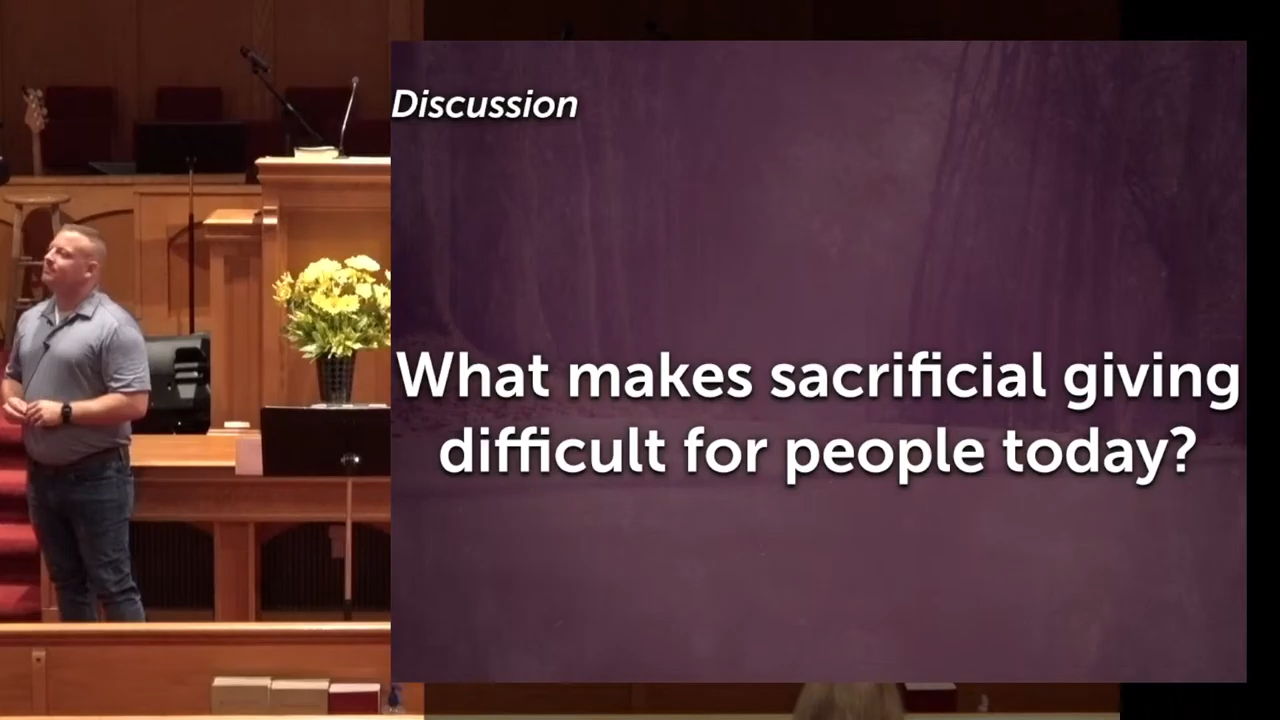 Discussion
What makes sacrificial giving
difficult for people today?